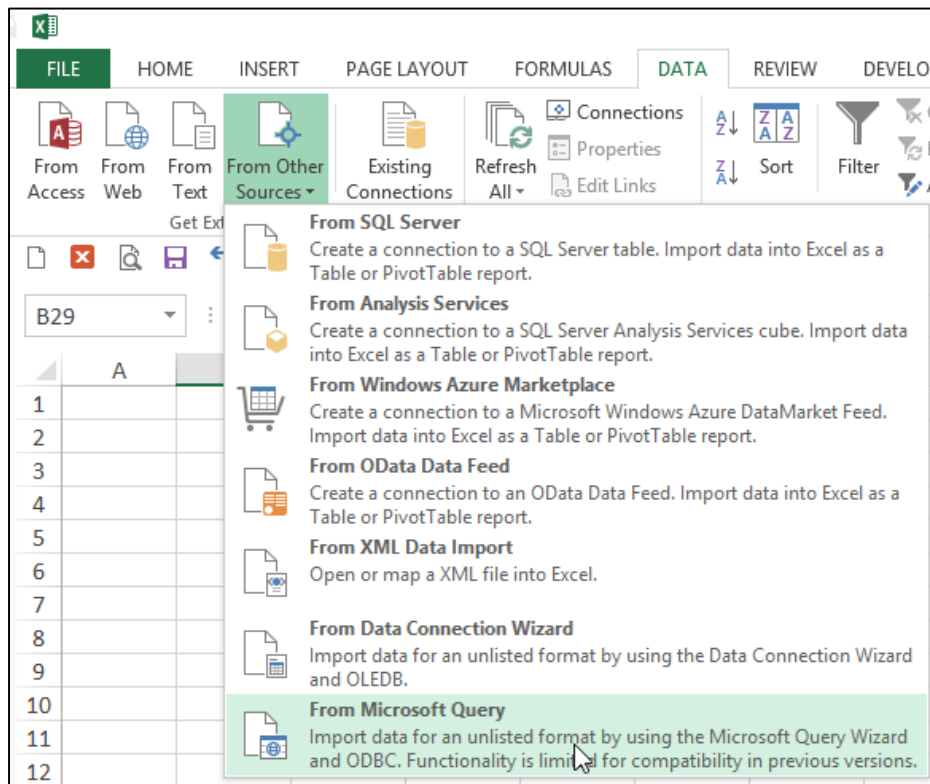 FILE HOME INSERT PAGE LAYOUT FORMULAS DATA REVIEW DEVELO
From Access
From Web
From Text
From Other Sources
Existing Connections
Refresh All
Connections
Properties
Edit Links
Sort
Filter
Get Ext
B29
A
1
2
3
4
5
6
7
8
9
10
11
12
From SQL Server
Create a connection to a SQL Server table. Import data into Excel as a
Table or PivotTable report.
From Analysis Services
Create a connection to a SQL Server Analysis Services cube. Import data
into Excel as a Table or PivotTable report.
From Windows Azure Marketplace
Create a connection to a Microsoft Windows Azure DataMarket Feed.
Import data into Excel as a Table or PivotTable report.
From OData Data Feed
Create a connection to an OData Data Feed. Import data into Excel as a
Table or PivotTable report.
From XML Data Import
Open or map a XML file into Excel.
From Data Connection Wizard
Import data for an unlisted format by using the Data Connection Wizard
and OLEDB.
From Microsoft Query
Import data for an unlisted format by using the Microsoft Query Wizard
and ODBC. Functionality is limited for compatibility in previous versions.